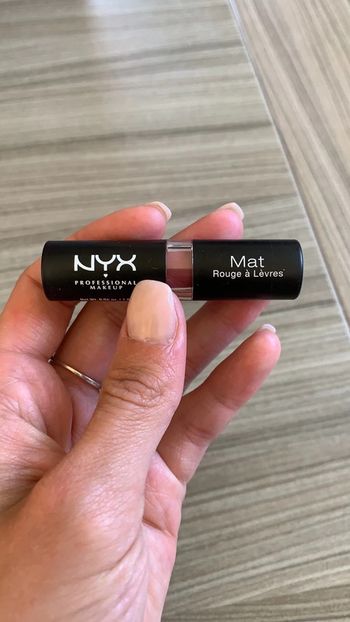 NYX
PROFESSIONAL
MAKEUP
Mat
Rouge à Lèvres